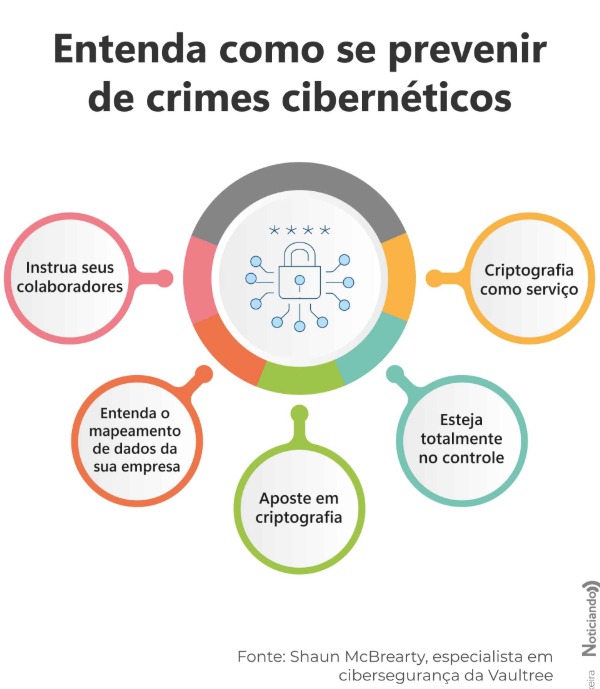 Entenda como se prevenir
de crimes cibernéticos
****
Instrua seus
colaboradores
Criptografia
como serviço
Entenda o
mapeamento
de dados da
sua empresa
Esteja
totalmente
no controle
Aposte em
criptografia
Fonte: Shaun McBrearty, especialista em
cibersegurança da Vaultree
Noticiando